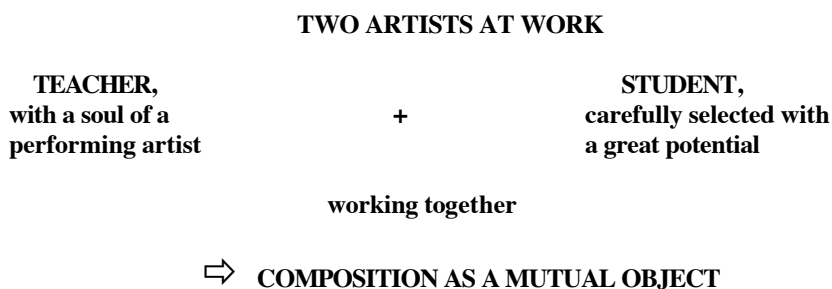 TWO ARTISTS AT WORK
TEACHER, STUDENT,
with a soul of a + carefully selected with
performing artist a great potential
working together
⇨ COMPOSITION AS A MUTUAL OBJECT